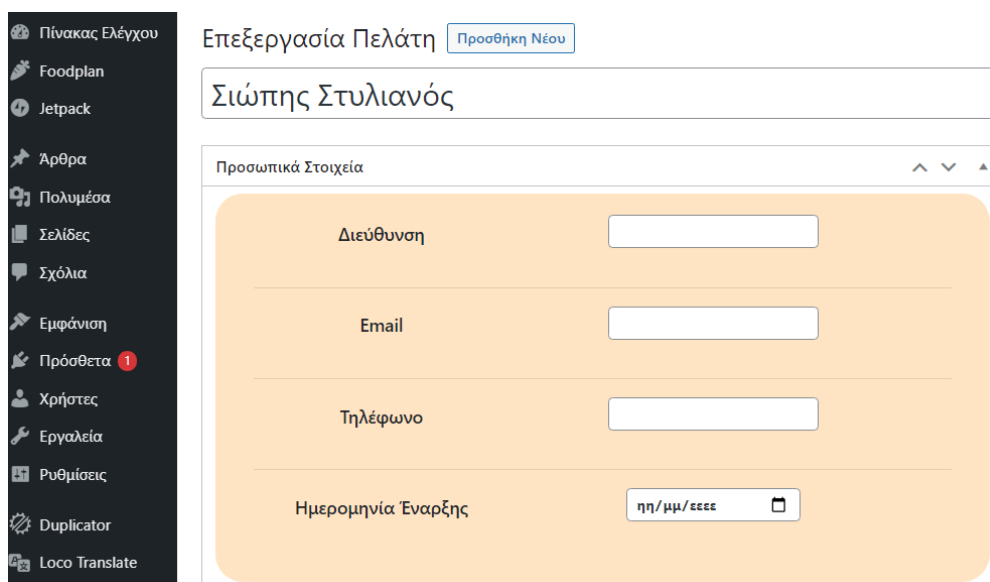 Πίνακας Ελέγχου
Foodplan
Jetpack
Άρθρα
Πολυμέσα
Σελίδες
Σχόλια
Εμφάνιση
Πρόσθετα 1
Χρήστες
Εργαλεία
Ρυθμίσεις
Duplicator
Loco Translate
Επεξεργασία Πελάτη Προσθήκη Νέου
Σιώπης Στυλιανός
Προσωπικά Στοιχεία
Διεύθυνση
Email
Τηλέφωνο
Ημερομηνία Έναρξης ηη/μμ/εεεε